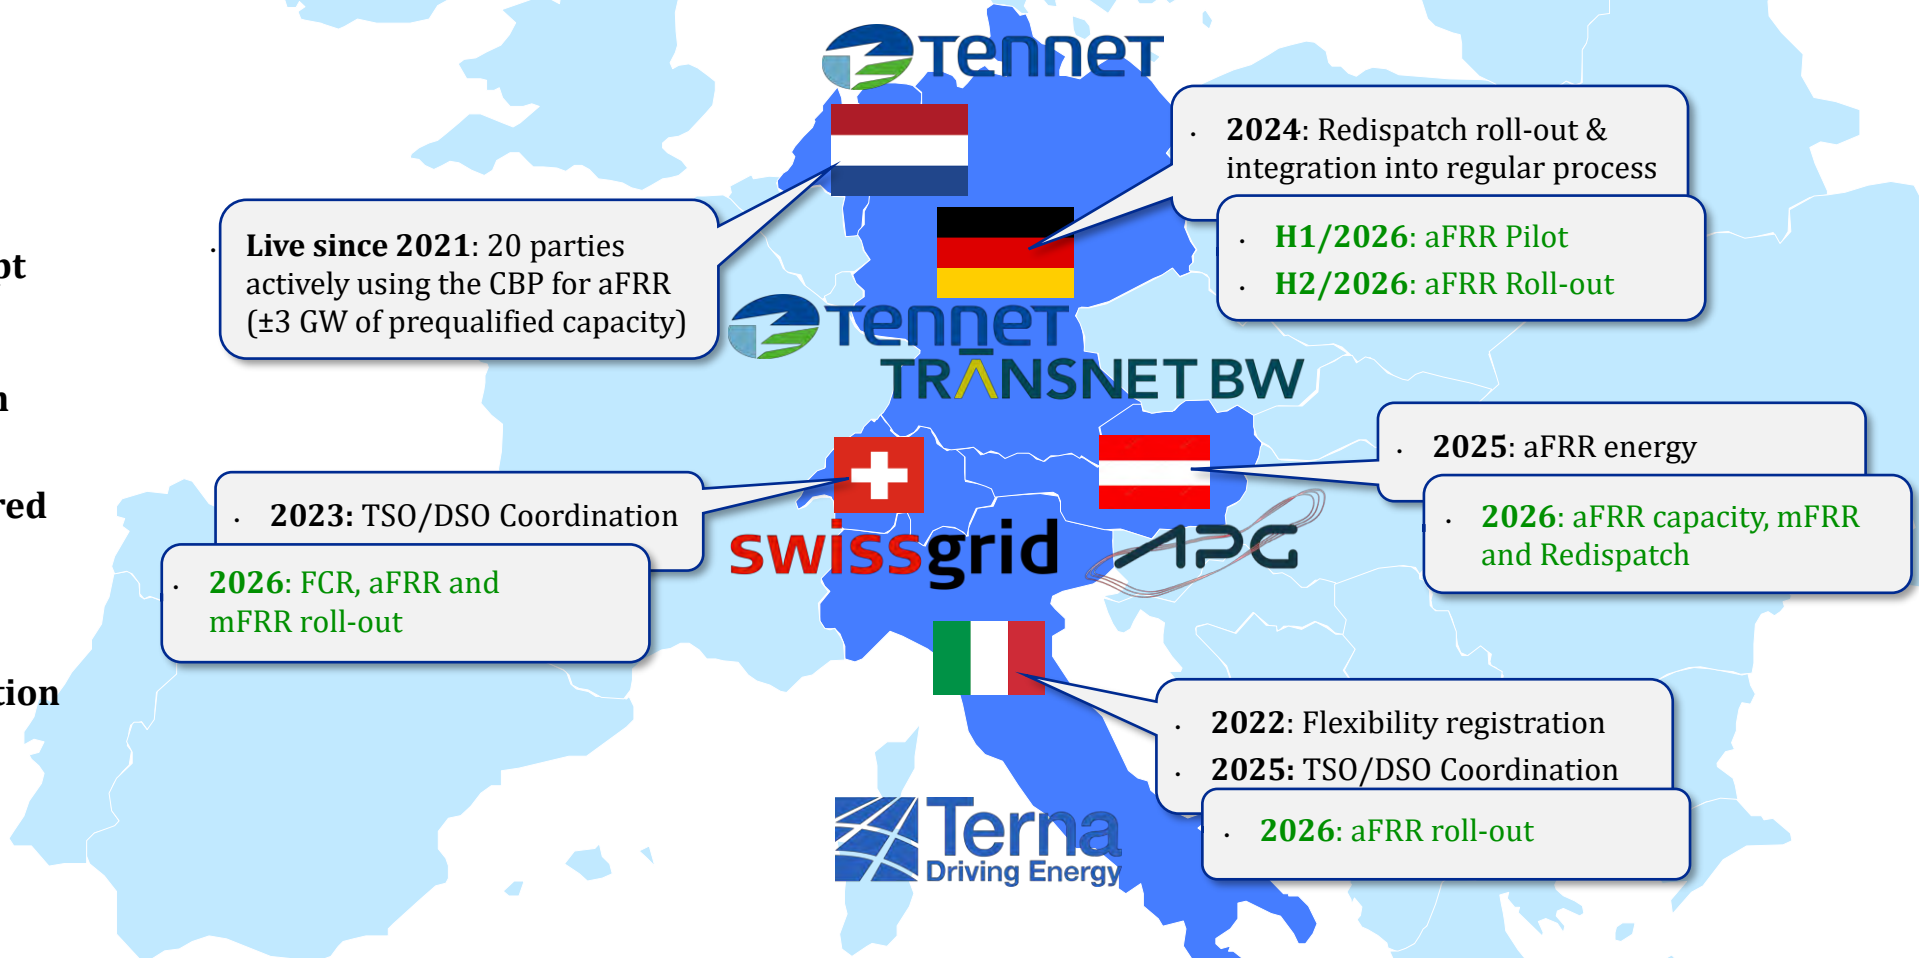 TenneT
· 2024: Redispatch roll-out &
integration into regular process
· H1/2026: aFRR Pilot
· H2/2026: aFRR Roll-out
· Live since 2021: 20 parties
actively using the CBP for aFRR
(±3 GW of prequalified capacity)
TenneT
TRANSNET BW
· 2025: aFRR energy
· 2026: aFRR capacity, mFRR
and Redispatch
· 2023: TSO/DSO Coordination
· 2026: FCR, aFRR and
mFRR roll-out
swissgrid
APG
· 2022: Flexibility registration
· 2025: TSO/DSO Coordination
· 2026: aFRR roll-out
Terna
Driving Energy